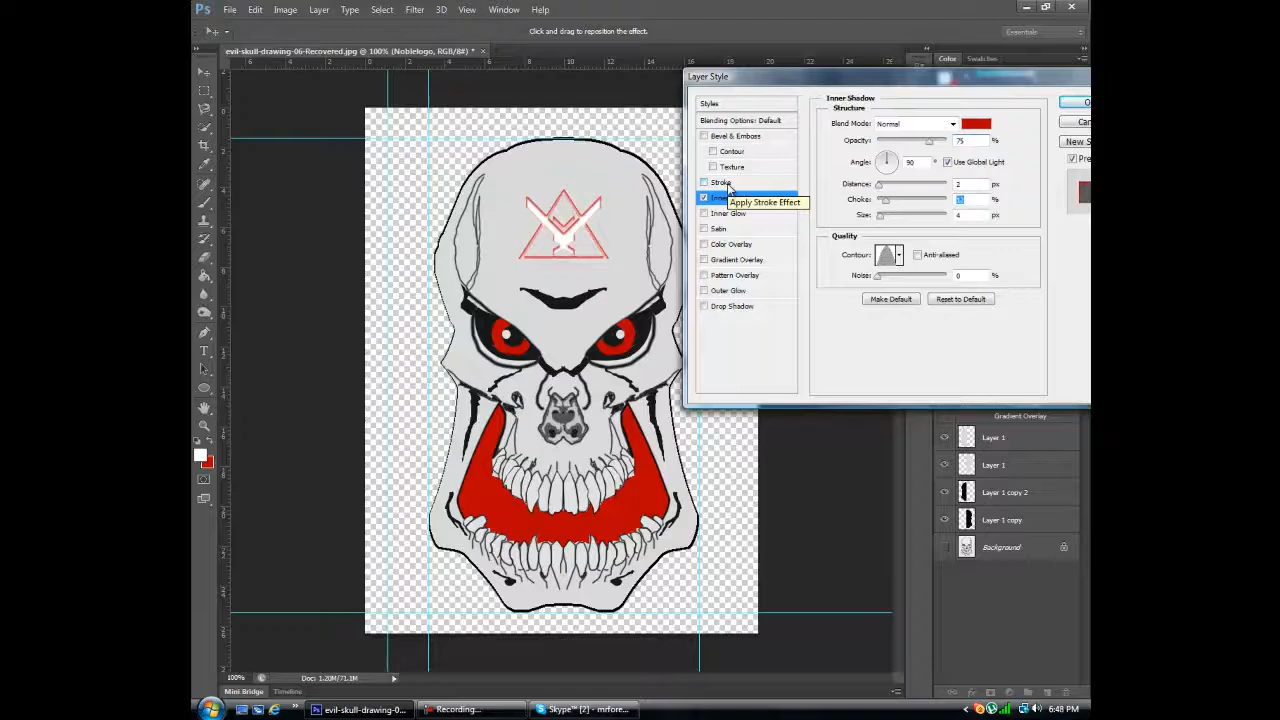 Ps File Edit Image Layer Type Select Filter 3D View Window Help
Click and drag to reposition the effect.
Essentials
evil-skull-drawing-06-Recovered.jpg @ 100% (Noblelogo, RGB/8#) *
Color Swatches
Layer Style
Styles
Blending Options: Default
Bevel & Emboss
Contour
Texture
Stroke
Apply Stroke Effect
Inner Glow
Satin
Color Overlay
Gradient Overlay
Pattern Overlay
Outer Glow
Drop Shadow
Inner Shadow
Structure
Blend Mode: Normal
Opacity: 75 %
Angle: 90 ° Use Global Light
Distance: 2 px
Choke: %
Size: 4 px
Quality
Contour: Anti-aliased
Noise: 0 %
Make Default Reset to Default
O
Can
New S
Pre
Gradient Overlay
Layer 1
Layer 1
Layer 1 copy 2
Layer 1 copy
Background
100% Doc: 1.20M/71.1M
Mini Bridge Timeline
evil-skull-drawing-0... Recording... Skype™ [2] - mrfore... 6:48 PM